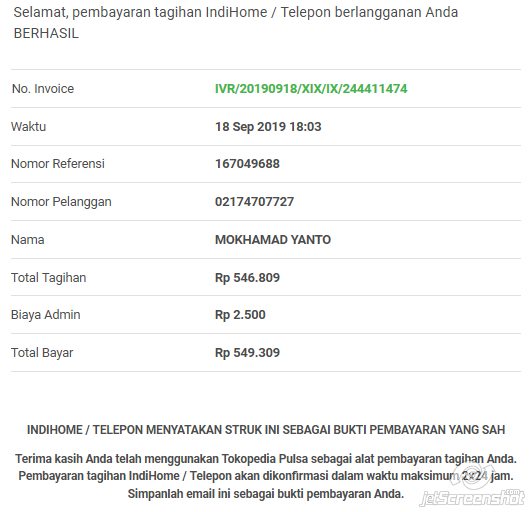 Selamat, pembayaran tagihan IndiHome / Telepon berlangganan Anda
BERHASIL
No. Invoice IVR/20190918/XIX/IX/244411474
Waktu 18 Sep 2019 18:03
Nomor Referensi 167049688
Nomor Pelanggan 02174707727
Nama MOKHAMAD YANTO
Total Tagihan Rp 546.809
Biaya Admin Rp 2.500
Total Bayar Rp 549.309
INDIHOME / TELEPON MENYATAKAN STRUK INI SEBAGAI BUKTI PEMBAYARAN YANG SAH
Terima kasih Anda telah menggunakan Tokopedia Pulsa sebagai alat pembayaran tagihan Anda.
Pembayaran tagihan IndiHome / Telepon akan dikonfirmasi dalam waktu maksimum 2x24 jam.
Simpanlah email ini sebagai bukti pembayaran Anda.
jetScreenshot.com